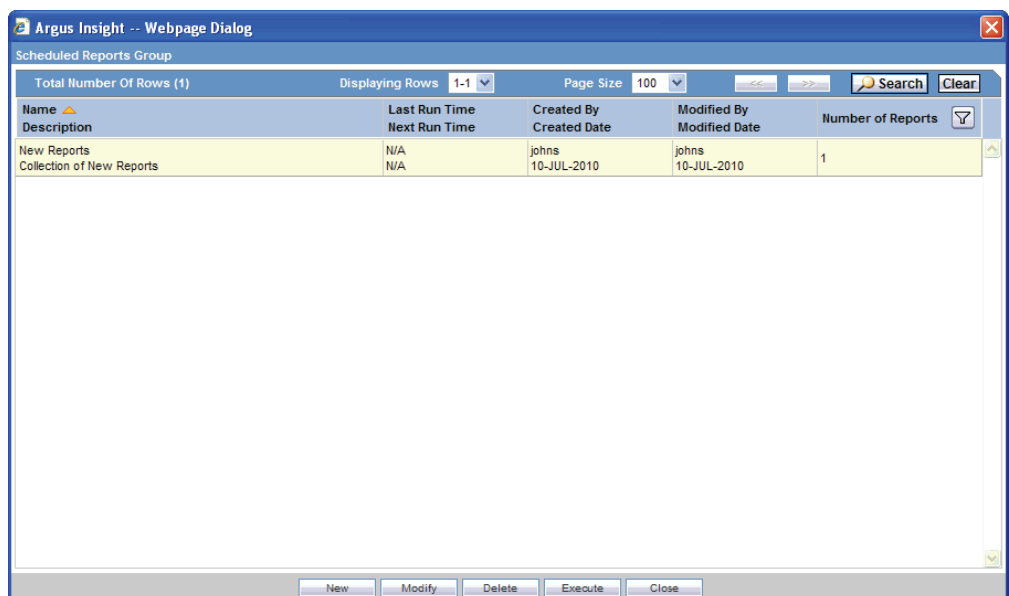 Argus Insight -- Webpage Dialog
Scheduled Reports Group
Total Number Of Rows (1) Displaying Rows 1-1 Page Size 100 << >> Search Clear
Name Last Run Time Created By Modified By Number of Reports
Description Next Run Time Created Date Modified Date
New Reports N/A johns johns 1
Collection of New Reports N/A 10-JUL-2010 10-JUL-2010
New Modify Delete Execute Close